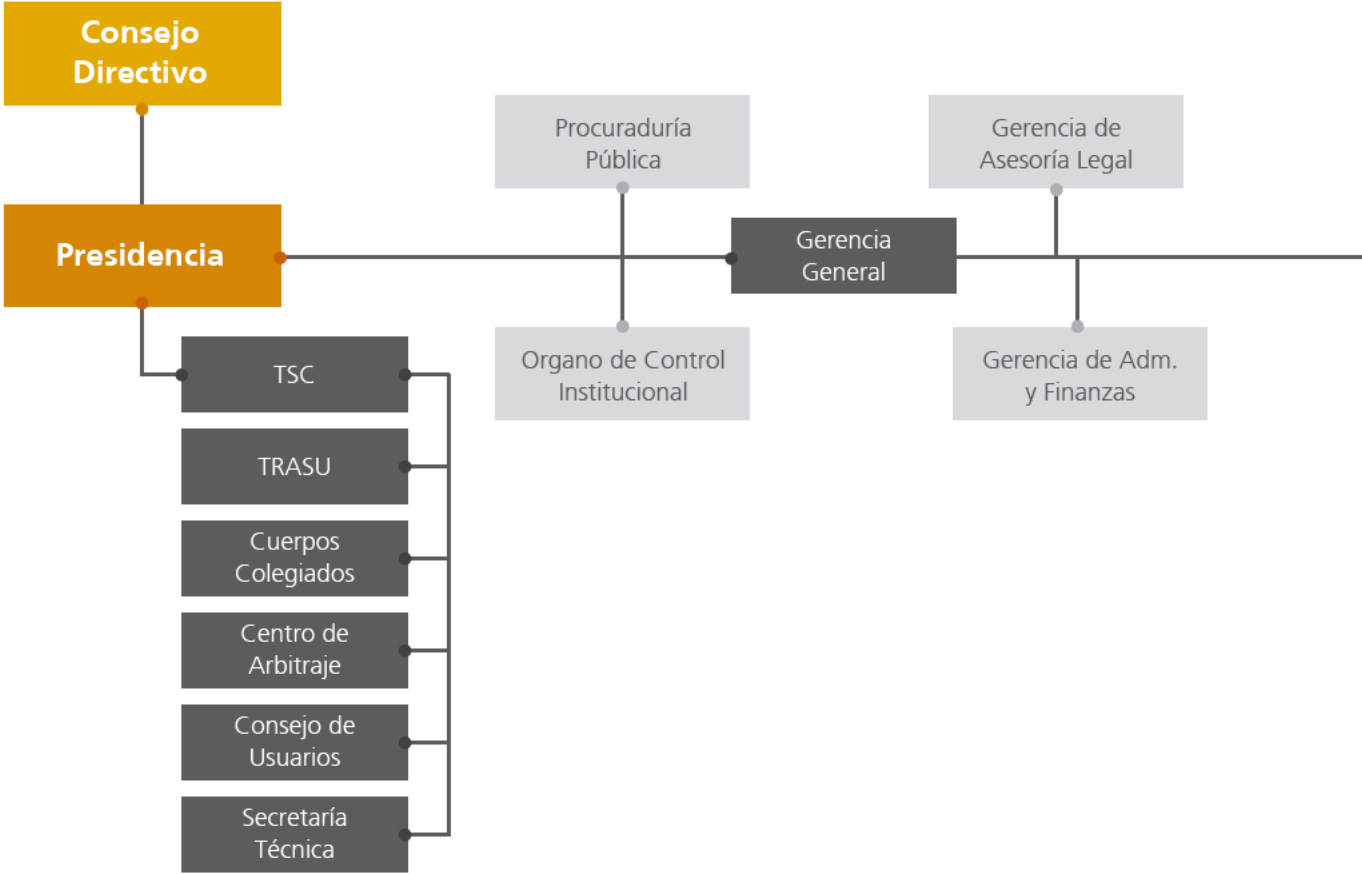 Consejo
Directivo
Procuraduría
Pública
Gerencia de
Asesoría Legal
Presidencia
Gerencia
General
TSC
Organo de Control
Institucional
Gerencia de Adm.
y Finanzas
TRASU
Cuerpos
Colegiados
Centro de
Arbitraje
Consejo de
Usuarios
Secretaría
Técnica